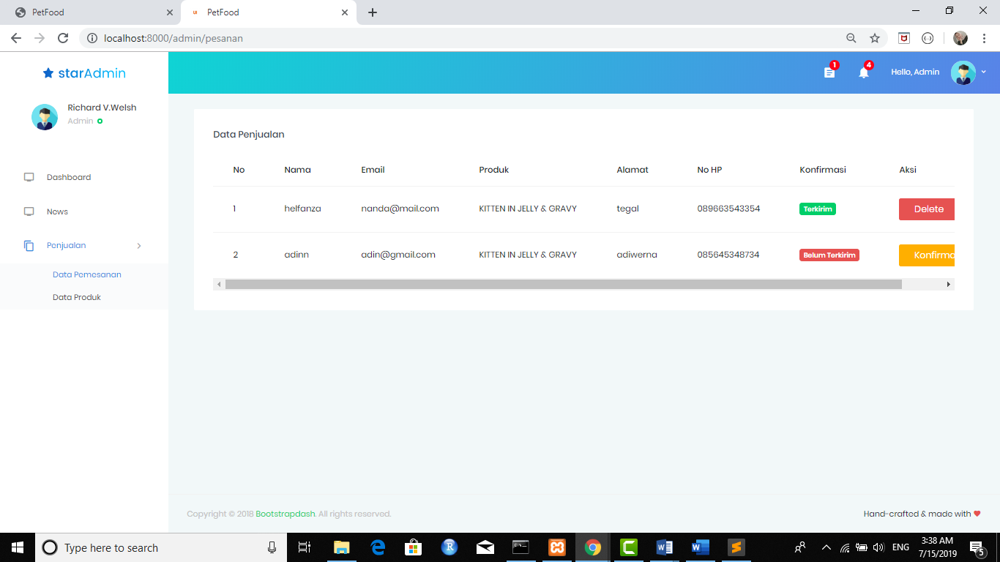 PetFood
PetFood
localhost:8000/admin/pesanan
starAdmin
1
4
Hello, Admin
Richard V.Welsh
Admin
Dashboard
News
Penjualan
Data Pemesanan
Data Produk
Data Penjualan
No Nama Email Produk Alamat No HP Konfirmasi Aksi
1 helfanza nanda@mail.com KITTEN IN JELLY & GRAVY tegal 089663543354 Terkirim Delete
2 adinn adin@gmail.com KITTEN IN JELLY & GRAVY adiwerna 085645348734 Belum Terkirim Konfirma
Copyright © 2018 Bootstrapdash. All rights reserved.
Hand-crafted & made with
Type here to search
ENG
3:38 AM
7/15/2019
5